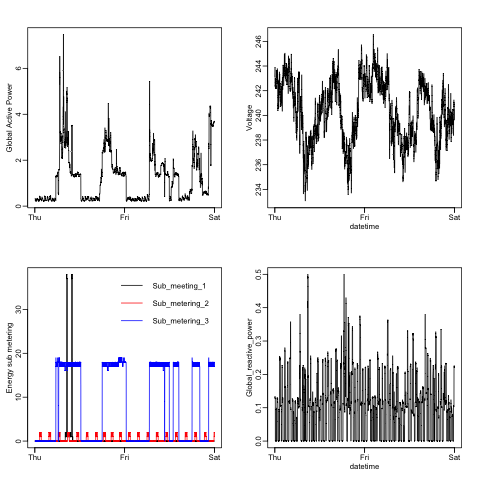 Global Active Power
0 2 4 6
Thu Fri Sat
Voltage
234 236 238 240 242 244 246
Thu Fri Sat
datetime
Energy sub metering
0 10 20 30
Sub_meeting_1
Sub_metering_2
Sub_metering_3
Thu Fri Sat
Global_reactive_power
0.0 0.1 0.2 0.3 0.4 0.5
Thu Fri Sat
datetime